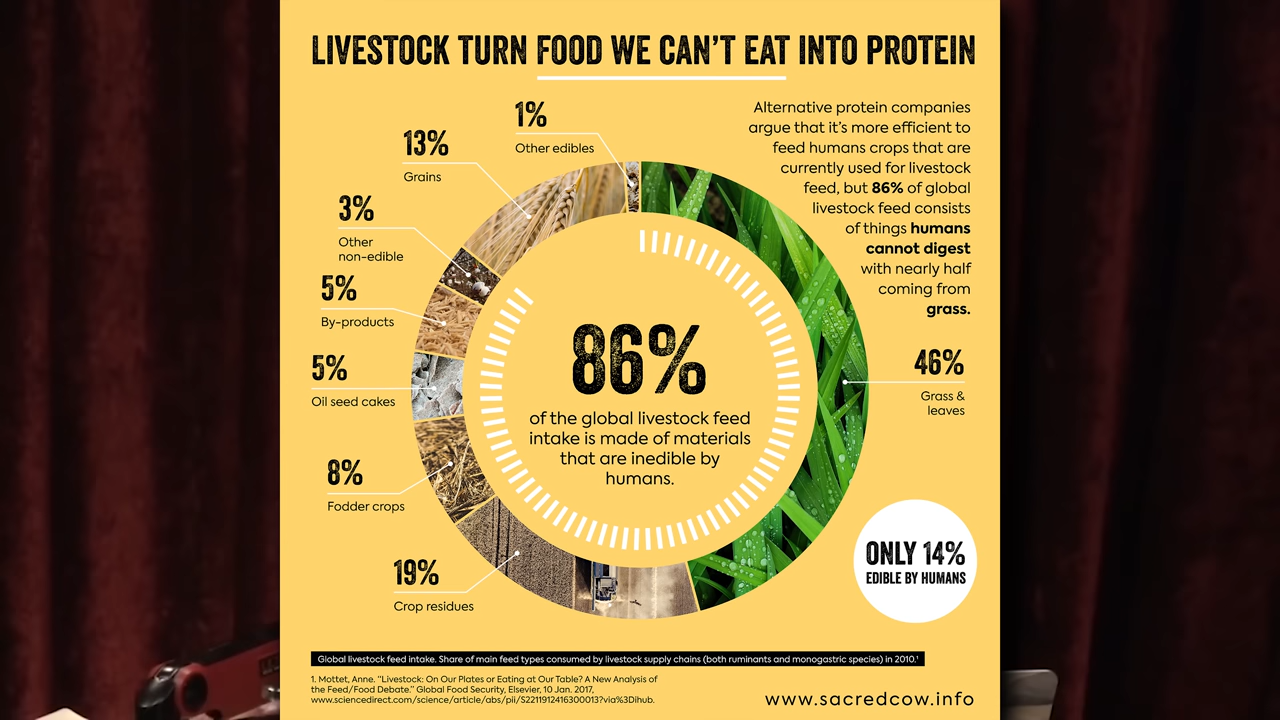 LIVESTOCK TURN FOOD WE CAN'T EAT INTO PROTEIN
1%
Other edibles
13%
Grains
3%
Other
non-edible
5%
By-products
5%
Oil seed cakes
8%
Fodder crops
19%
Crop residues
Alternative protein companies
argue that it's more efficient to
feed humans crops that are
currently used for livestock
feed, but 86% of global
livestock feed consists
of things humans
cannot digest
with nearly half
coming from
grass.
46%
Grass &
leaves
86%
of the global livestock feed
intake is made of materials
that are inedible by
humans.
ONLY 14%
EDIBLE BY HUMANS
Global livestock feed intake. Share of main feed types consumed by livestock supply chains (both ruminants and monogastric species) in 2010.¹
1. Mottet, Anne. "Livestock: On Our Plates or Eating at Our Table? A New Analysis of
the Feed/Food Debate." Global Food Security, Elsevier, 10 Jan. 2017,
www.sciencedirect.com/science/article/abs/pii/S2211912416300013?via%3Dihub.
www.sacredcow.info